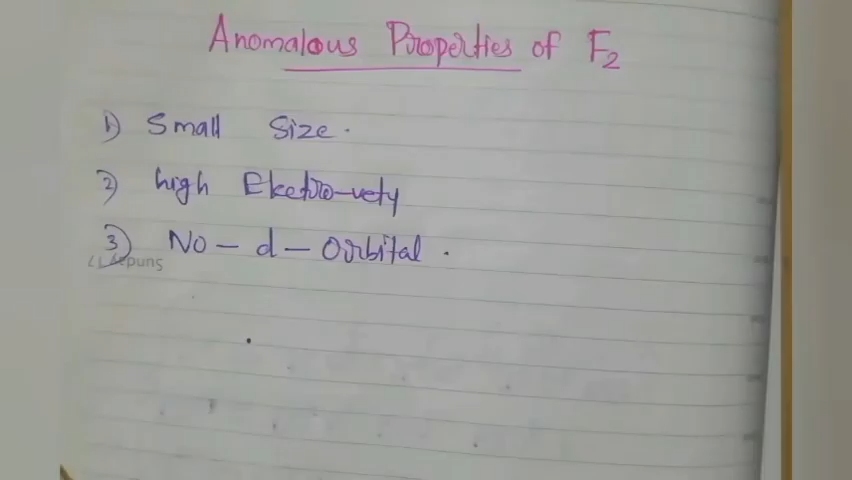 Anomalous Properties of F2
1) Small Size.
2) high Electro-vety
3) No - d - Orbital .